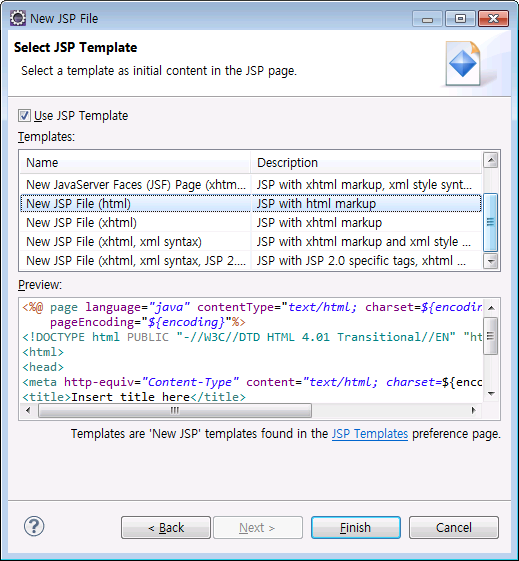 New JSP File
Select JSP Template
Select a template as initial content in the JSP page.
Use JSP Template
Templates:
Name Description
New JavaServer Faces (JSF) Page (xhtm... JSP with xhtml markup, xml style synt...
New JSP File (html) JSP with html markup
New JSP File (xhtml) JSP with xhtml markup
New JSP File (xhtml, xml syntax) JSP with xhtml markup and xml style ...
New JSP File (xhtml, xml syntax, JSP 2.... JSP with JSP 2.0 specific tags, xhtml ...
Preview:
<%@ page language="java" contentType="text/html; charset=${encodin
pageEncoding="${encoding}"%>
<!DOCTYPE html PUBLIC "-//W3C//DTD HTML 4.01 Transitional//EN" "ht
<html>
<head>
<meta http-equiv="Content-Type" content="text/html; charset=${enco
<title>Insert title here</title>
Templates are 'New JSP' templates found in the JSP Templates preference page.
? < Back Next > Finish Cancel